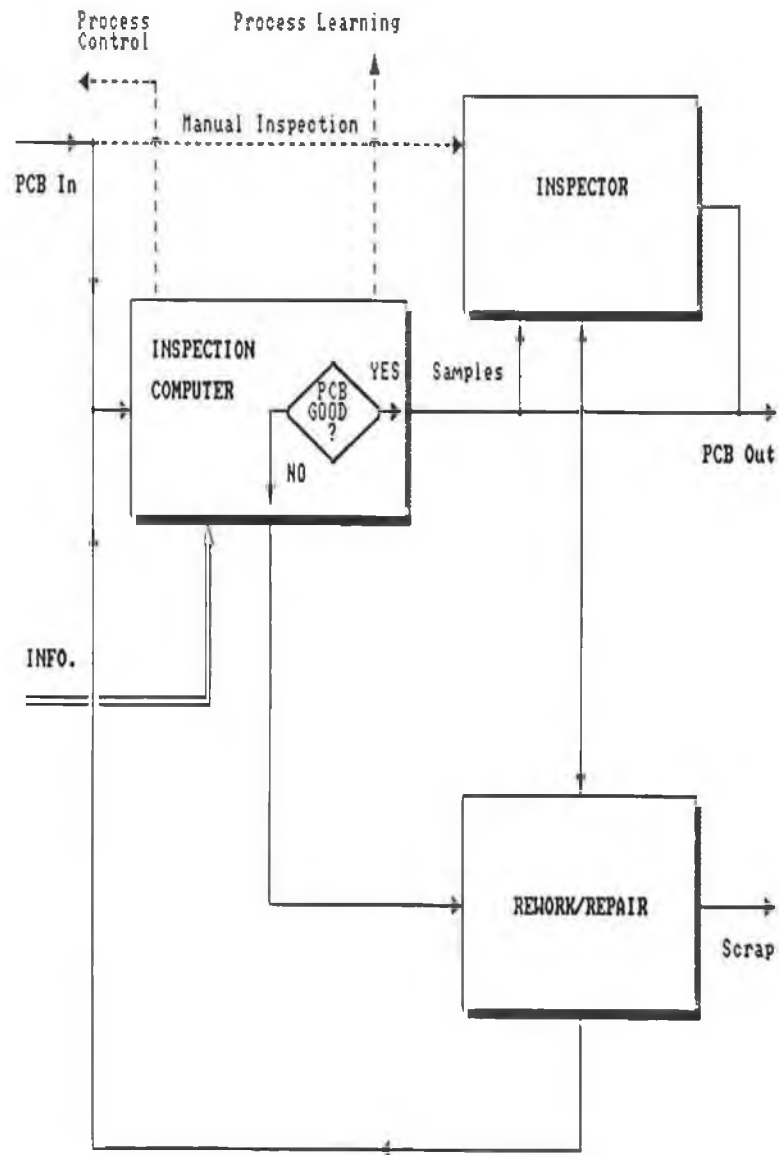 Process
Control
Process Learning
Manual Inspection
PCB In
INSPECTOR
INSPECTION
COMPUTER
PCB
GOOD
?
YES
NO
Samples
PCB Out
INFO.
REWORK/REPAIR
Scrap